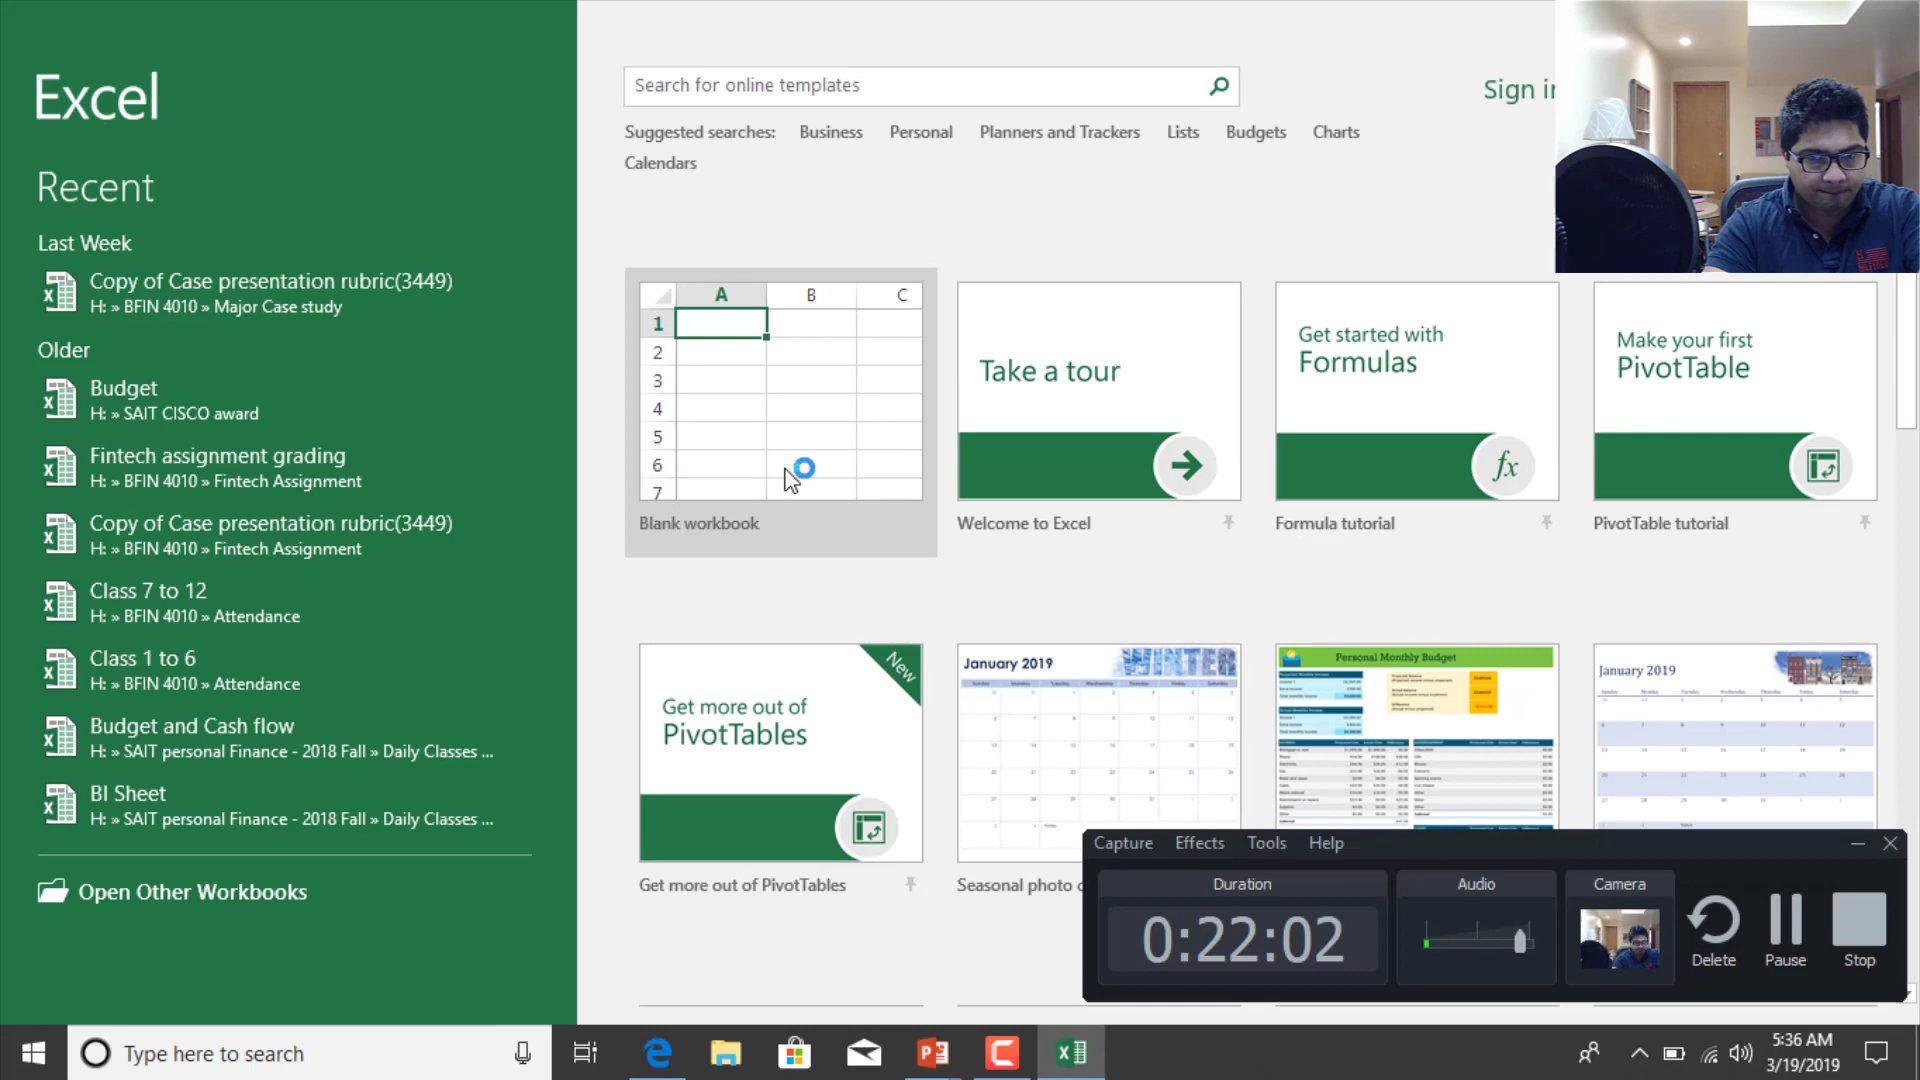 Excel
Recent
Last Week
Copy of Case presentation rubric(3449)
H: » BFIN 4010 » Major Case study
Older
Budget
H: » SAIT CISCO award
Fintech assignment grading
H: » BFIN 4010 » Fintech Assignment
Copy of Case presentation rubric(3449)
H: » BFIN 4010 » Fintech Assignment
Class 7 to 12
H: » BFIN 4010 » Attendance
Class 1 to 6
H: » BFIN 4010 » Attendance
Budget and Cash flow
H: » SAIT personal Finance - 2018 Fall » Daily Classes ...
BI Sheet
H: » SAIT personal Finance - 2018 Fall » Daily Classes ...
Open Other Workbooks
Search for online templates
Sign in
Suggested searches: Business Personal Planners and Trackers Lists Budgets Charts
Calendars
A B C
1
2
3
4
5
6
7
Blank workbook
Take a tour
Welcome to Excel
Get started with
Formulas
fx
Formula tutorial
Make your first
PivotTable
PivotTable tutorial
New
Get more out of
PivotTables
Get more out of PivotTables
January 2019 WINTER
Seasonal photo
Personal Monthly Budget
January 2019
Capture Effects Tools Help
Duration
0:22:02
Audio
Camera
Delete
Pause
Stop
Type here to search
5:36 AM
3/19/2019